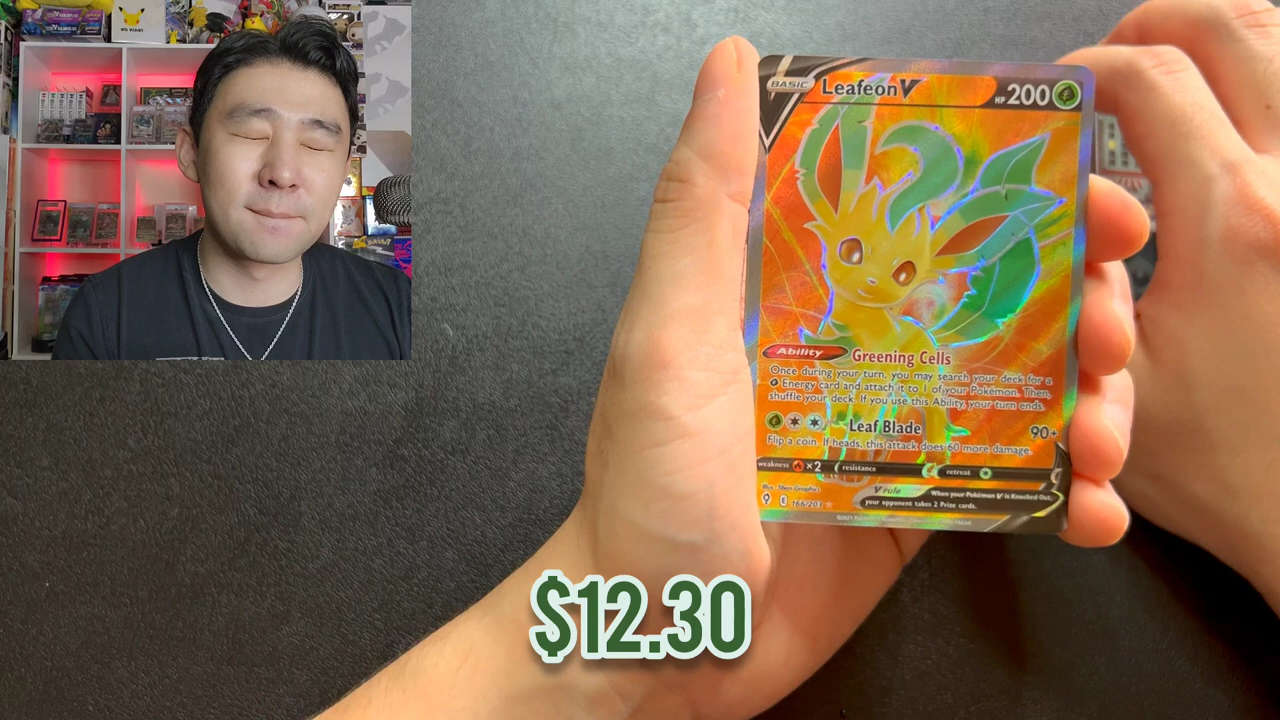 BASIC
Leafeon V
HP 200
Ability
Greening Cells
Once during your turn, you may search your deck for a
Energy card and attach it to 1 of your Pokémon. Then,
shuffle your deck. If you use this Ability, your turn ends.
Leaf Blade
90+
Flip a coin. If heads, this attack does 60 more damage.
weakness ×2 resistance retreat
V rule
When your Pokémon V is Knocked Out,
your opponent takes 2 Prize cards.
E 166/203
$12.30